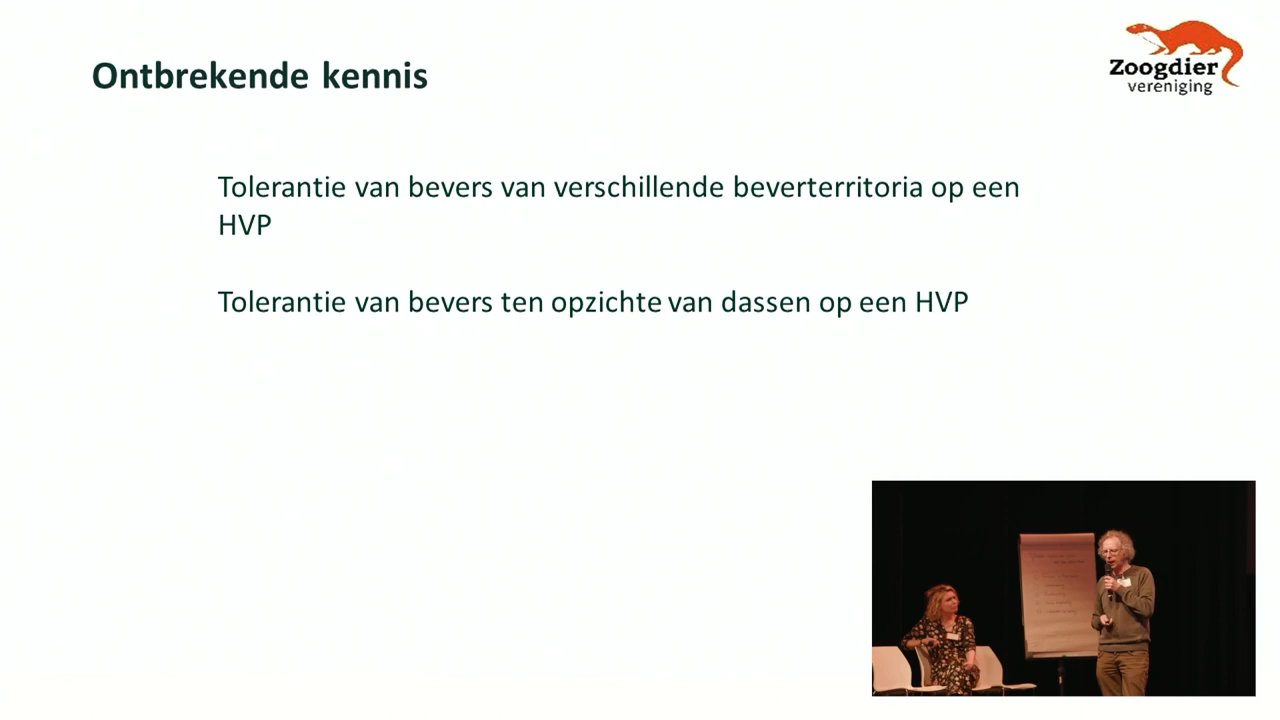 Ontbrekende kennis
Zoogdier
vereniging
Tolerantie van bevers van verschillende beverterritoria op een
HVP
Tolerantie van bevers ten opzichte van dassen op een HVP